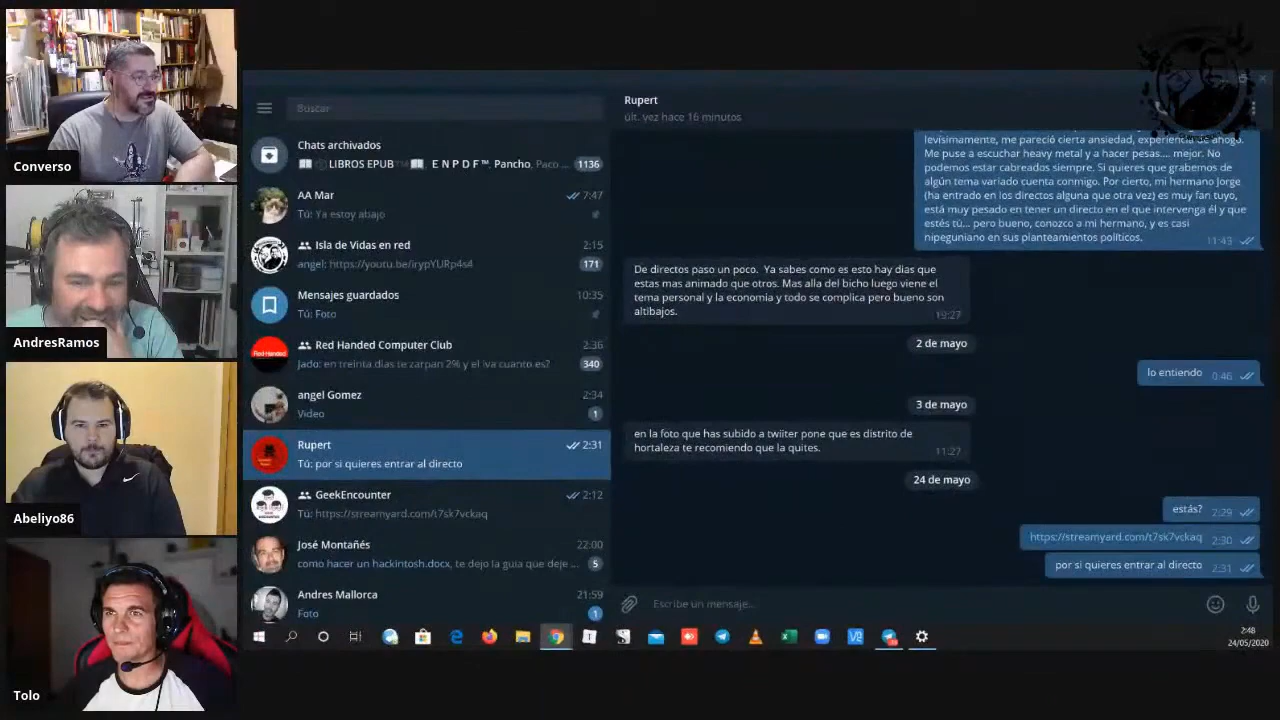 Converso
AndresRamos
Abeliyo86
Tolo
Buscar
Chats archivados
LIBROS EPUB E N P D F™, Pancho, Paco ...
1136
AA Mar
7:47
Tú: Ya estoy abajo
Isla de Vidas en red
2:15
angel: https://youtu.be/irypYURp4s4
171
Mensajes guardados
10:35
Tú: Foto
Red Handed Computer Club
2:36
Jado: en treinta dias te zarpan 2% y el iva cuanto es?
340
angel Gomez
2:34
Video
1
Rupert
2:31
Tú: por si quieres entrar al directo
GeekEncounter
2:12
Tú: https://streamyard.com/t7sk7vckaq
José Montañés
22:00
como hacer un hackintosh.docx, te dejo la guia que deje ...
5
Andres Mallorca
21:59
Foto
1
Rupert
últ. vez hace 16 minutos
levísimamente, me pareció cierta ansiedad, experiencia de ahogo.
Me puse a escuchar heavy metal y a hacer pesas.... mejor. No
podemos estar cabreados siempre. Si quieres que grabemos de
algún tema variado cuenta conmigo. Por cierto, mi hermano Jorge
(ha entrado en los directos alguna que otra vez) es muy fan tuyo,
está muy pesado en tener un directo en el que intervenga él y que
estés tú... pero bueno, conozco a mi hermano, y es casi
nipeguniano en sus planteamientos políticos.
11:43
De directos paso un poco. Ya sabes como es esto hay dias que
estas mas animado que otros. Mas alla del bicho luego viene el
tema personal y la economia y todo se complica pero bueno son
altibajos.
19:27
2 de mayo
lo entiendo
0:46
3 de mayo
en la foto que has subido a twiiter pone que es distrito de
hortaleza te recomiendo que la quites.
11:27
24 de mayo
estás?
2:29
https://streamyard.com/t7sk7vckaq
2:30
por si quieres entrar al directo
2:31
Escribe un mensaje...
2:48
24/05/2020